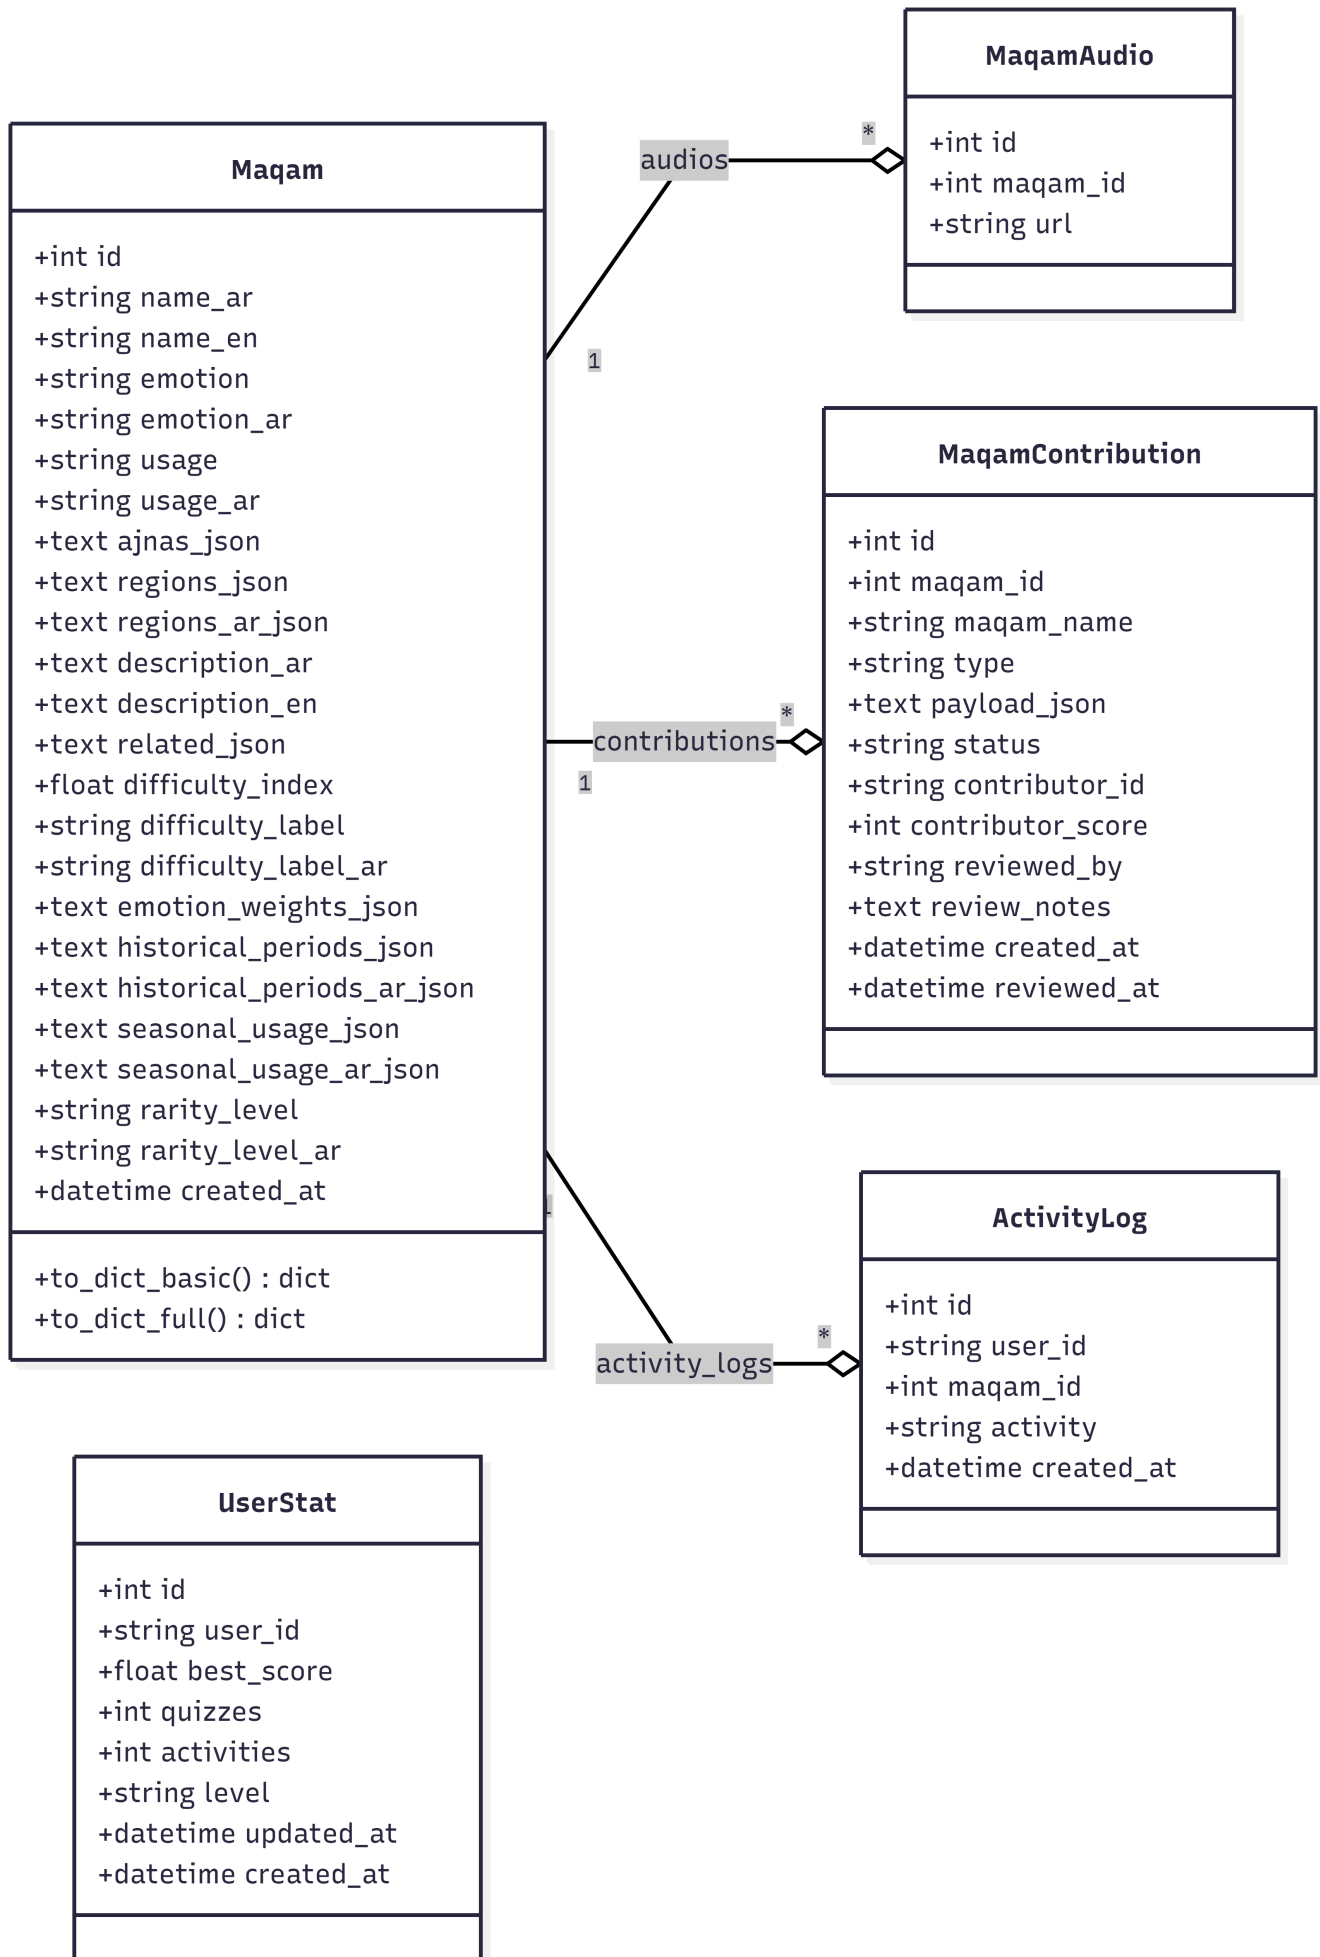 Maqam
+int id
+string name_ar
+string name_en
+string emotion
+string emotion_ar
+string usage
+string usage_ar
+text ajnas_json
+text regions_json
+text regions_ar_json
+text description_ar
+text description_en
+text related_json
+float difficulty_index
+string difficulty_label
+string difficulty_label_ar
+text emotion_weights_json
+text historical_periods_json
+text historical_periods_ar_json
+text seasonal_usage_json
+text seasonal_usage_ar_json
+string rarity_level
+string rarity_level_ar
+datetime created_at
+to_dict_basic() : dict
+to_dict_full() : dict
audios
*
1
MaqamAudio
+int id
+int maqam_id
+string url
contributions
*
1
MaqamContribution
+int id
+int maqam_id
+string maqam_name
+string type
+text payload_json
+string status
+string contributor_id
+int contributor_score
+string reviewed_by
+text review_notes
+datetime created_at
+datetime reviewed_at
1
activity_logs
*
ActivityLog
+int id
+string user_id
+int maqam_id
+string activity
+datetime created_at
UserStat
+int id
+string user_id
+float best_score
+int quizzes
+int activities
+string level
+datetime updated_at
+datetime created_at